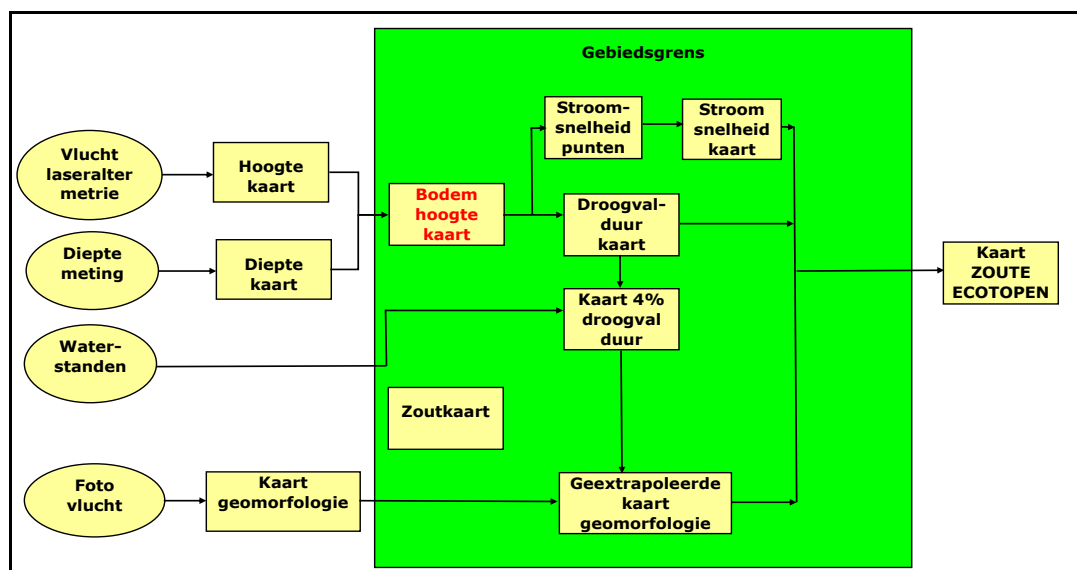 Gebiedsgrens
Vlucht
laseralter
metrie
Hoogte
kaart
Stroom-
snelheid
punten
Stroom
snelheid
kaart
Bodem
hoogte
kaart
Droogval-
duur
kaart
Diepte
meting
Diepte
kaart
Kaart
ZOUTE
ECOTOPEN
Kaart 4%
droogval
duur
Water-
standen
Zoutkaart
Foto
vlucht
Kaart
geomorfologie
Geextrapoleerde
kaart
geomorfologie